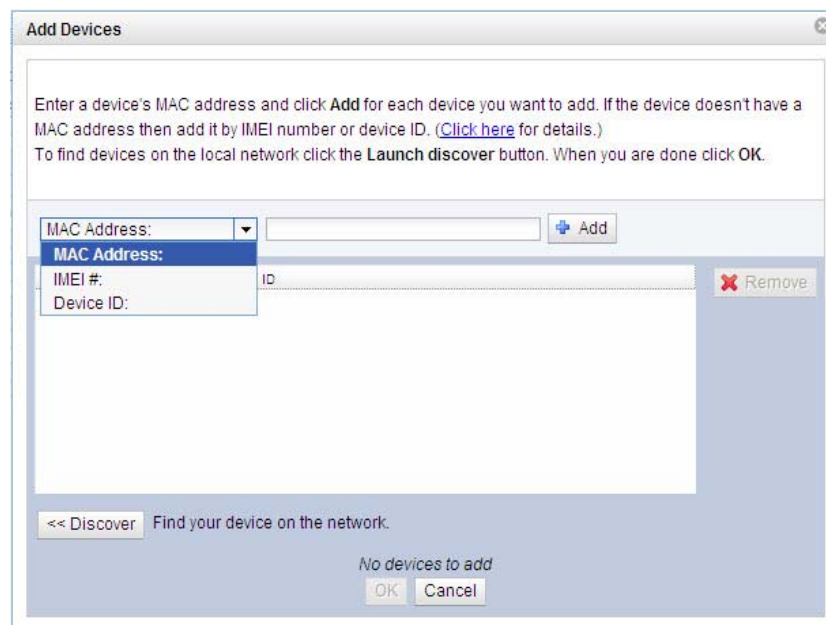 Add Devices
Enter a device's MAC address and click Add for each device you want to add. If the device doesn't have a
MAC address then add it by IMEI number or device ID. (Click here for details.)
To find devices on the local network click the Launch discover button. When you are done click OK.
MAC Address:
Add
MAC Address:
IMEI #:
Device ID:
ID
Remove
<< Discover
Find your device on the network.
No devices to add
OK
Cancel